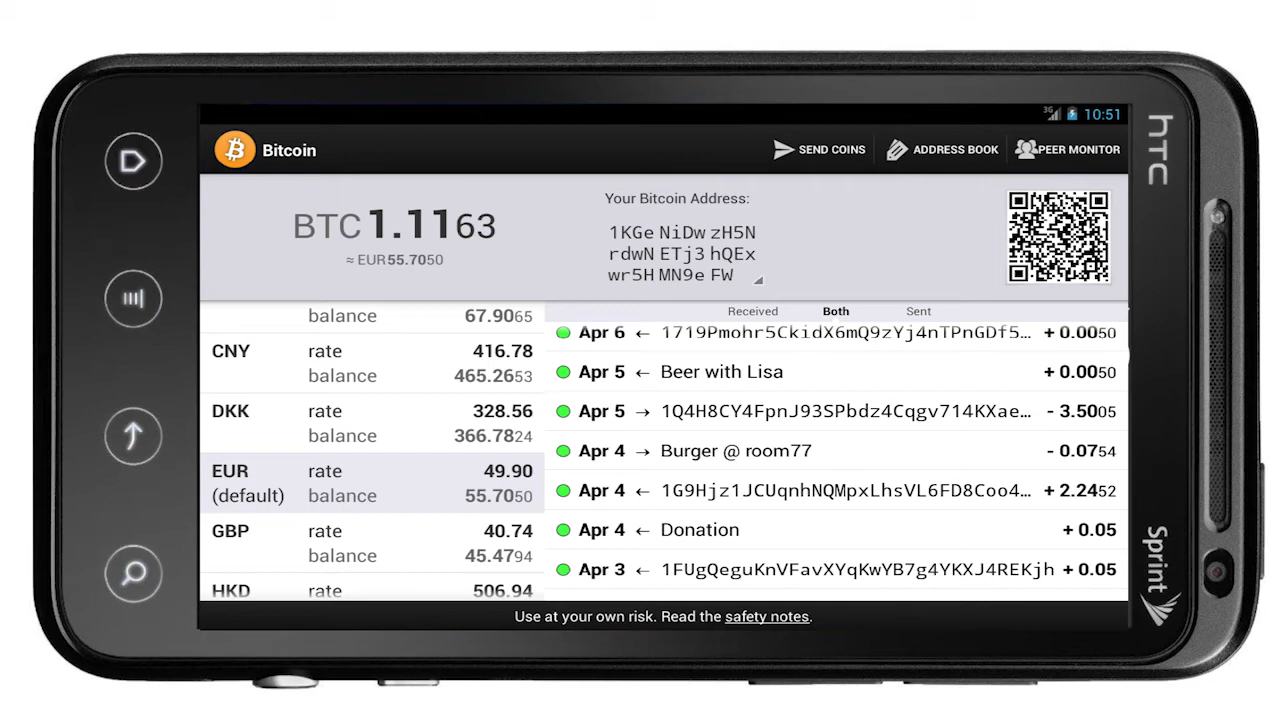 3G 10:51
Bitcoin SEND COINS ADDRESS BOOK PEER MONITOR
BTC 1.1163
≈ EUR 55.7050
Your Bitcoin Address:
1KGe NiDw zH5N
rdwN ETj3 hQEx
wr5H MN9e FW
balance 67.9065
CNY rate 416.78
balance 465.2653
DKK rate 328.56
balance 366.7824
EUR rate 49.90
(default) balance 55.7050
GBP rate 40.74
balance 45.4794
HKD rate 506.94
Received Both Sent
Apr 6 ← 1719Pmohr5CkidX6mQ9zYj4nTPnGDf5… + 0.0050
Apr 5 ← Beer with Lisa + 0.0050
Apr 5 → 1Q4H8CY4FpnJ93SPbdz4Cqgv714KXae… - 3.5005
Apr 4 → Burger @ room77 - 0.0754
Apr 4 ← 1G9Hjz1JCUqnhNQMpxLhsVL6FD8Coo4… + 2.2452
Apr 4 ← Donation + 0.05
Apr 3 ← 1FUgQeguKnVFavXYqKwYB7g4YKXJ4REKjh + 0.05
Use at your own risk. Read the safety notes.
hTC
Sprint